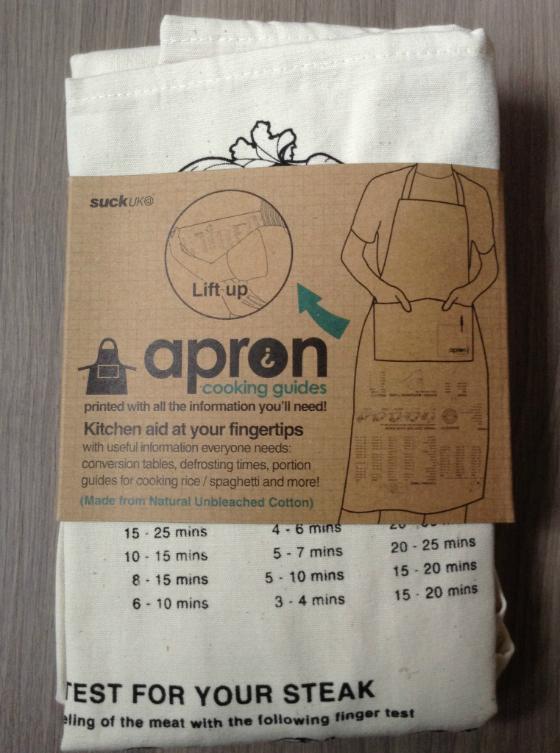 suck UK@
Lift up
apron
cooking guides
printed with all the information you'll need!
Kitchen aid at your fingertips
with useful information everyone needs:
conversion tables, defrosting times, portion
guides for cooking rice / spaghetti and more!
(Made from Natural Unbleached Cotton)
15 - 25 mins 4 - 6 mins
10 - 15 mins 5 - 7 mins 20 - 25 mins
8 - 15 mins 5 - 10 mins 15 - 20 mins
6 - 10 mins 3 - 4 mins 15 - 20 mins
TEST FOR YOUR STEAK
eling of the meat with the following finger test